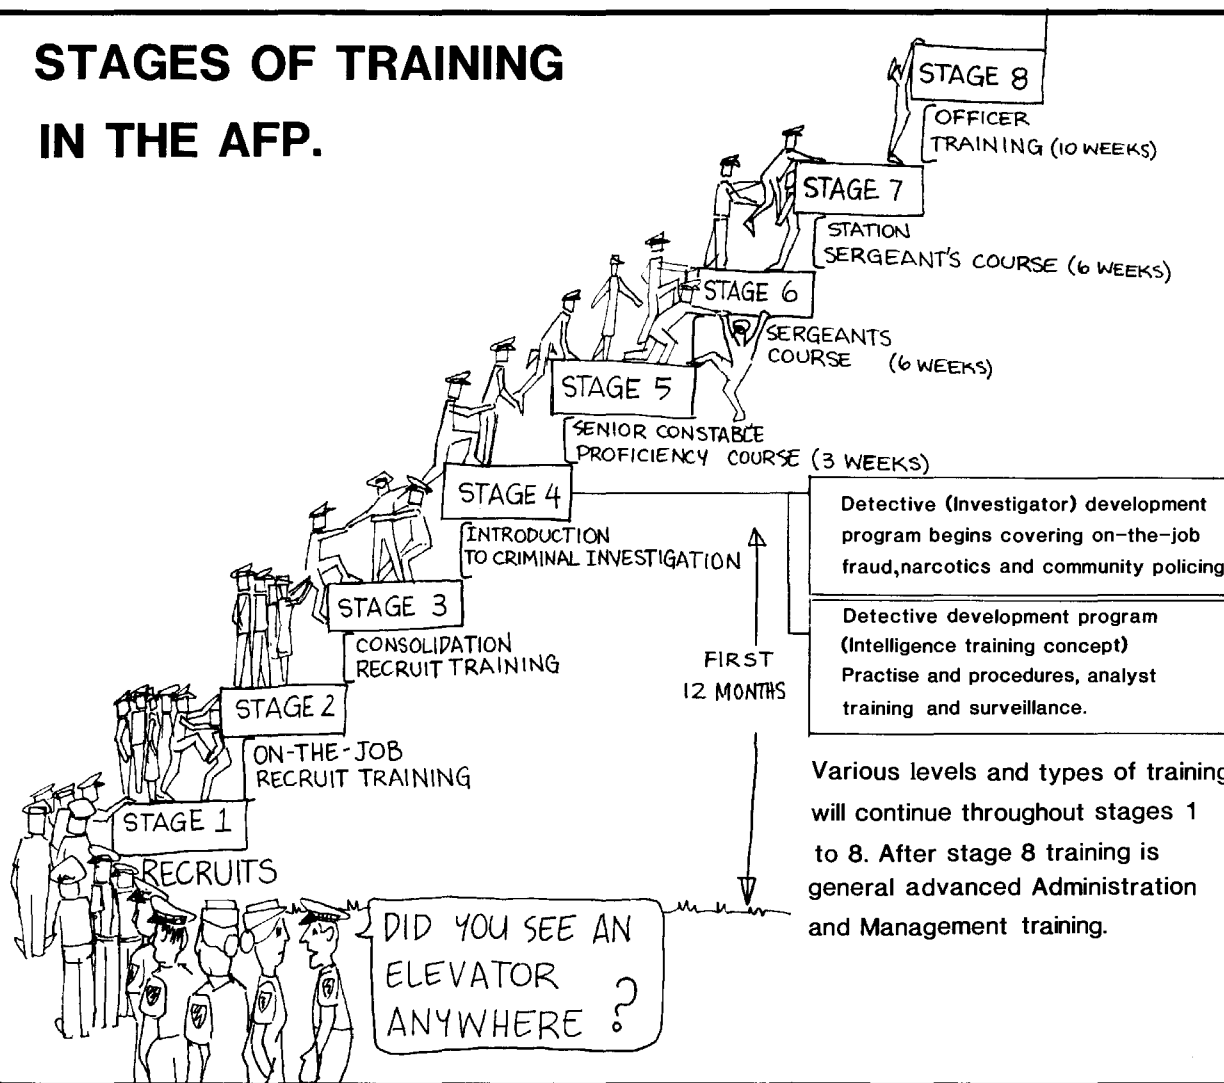 STAGES OF TRAINING
IN THE AFP.
STAGE 8
OFFICER
TRAINING (10 WEEKS)
STAGE 7
STATION
SERGEANT'S COURSE (6 WEEKS)
STAGE 6
SERGEANTS
COURSE (6 WEEKS)
STAGE 5
SENIOR CONSTABLE
PROFICIENCY COURSE (3 WEEKS)
STAGE 4
INTRODUCTION
TO CRIMINAL INVESTIGATION
Detective (Investigator) development
program begins covering on-the-job
fraud,narcotics and community policing
Detective development program
(Intelligence training concept)
Practise and procedures, analyst
training and surveillance.
STAGE 3
CONSOLIDATION
RECRUIT TRAINING
FIRST
12 MONTHS
STAGE 2
ON-THE-JOB
RECRUIT TRAINING
STAGE 1
RECRUITS
Various levels and types of training
will continue throughout stages 1
to 8. After stage 8 training is
general advanced Administration
and Management training.
DID YOU SEE AN
ELEVATOR
ANYWHERE ?